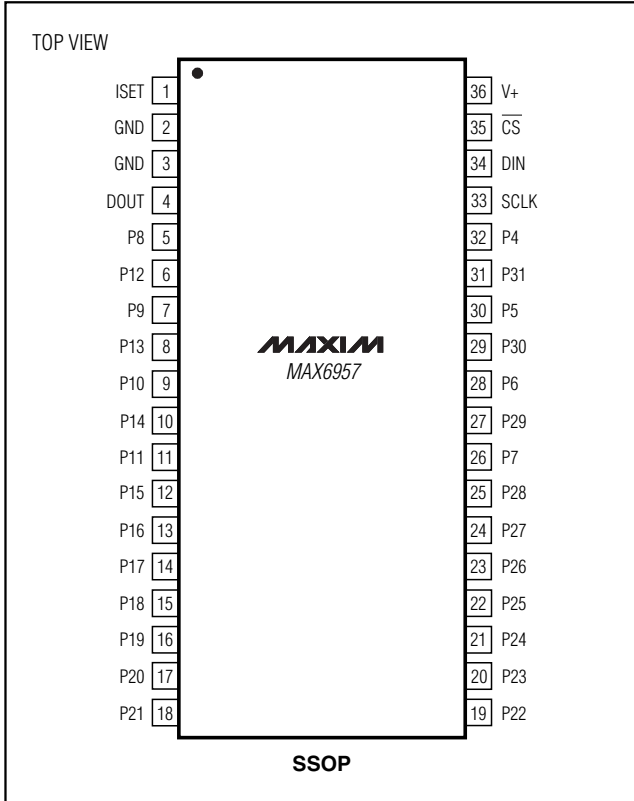 TOP VIEW
ISET 1
GND 2
GND 3
DOUT 4
P8 5
P12 6
P9 7
P13 8
P10 9
P14 10
P11 11
P15 12
P16 13
P17 14
P18 15
P19 16
P20 17
P21 18
MAXIM
MAX6957
36 V+
35 C̅S̅
34 DIN
33 SCLK
32 P4
31 P31
30 P5
29 P30
28 P6
27 P29
26 P7
25 P28
24 P27
23 P26
22 P25
21 P24
20 P23
19 P22
SSOP